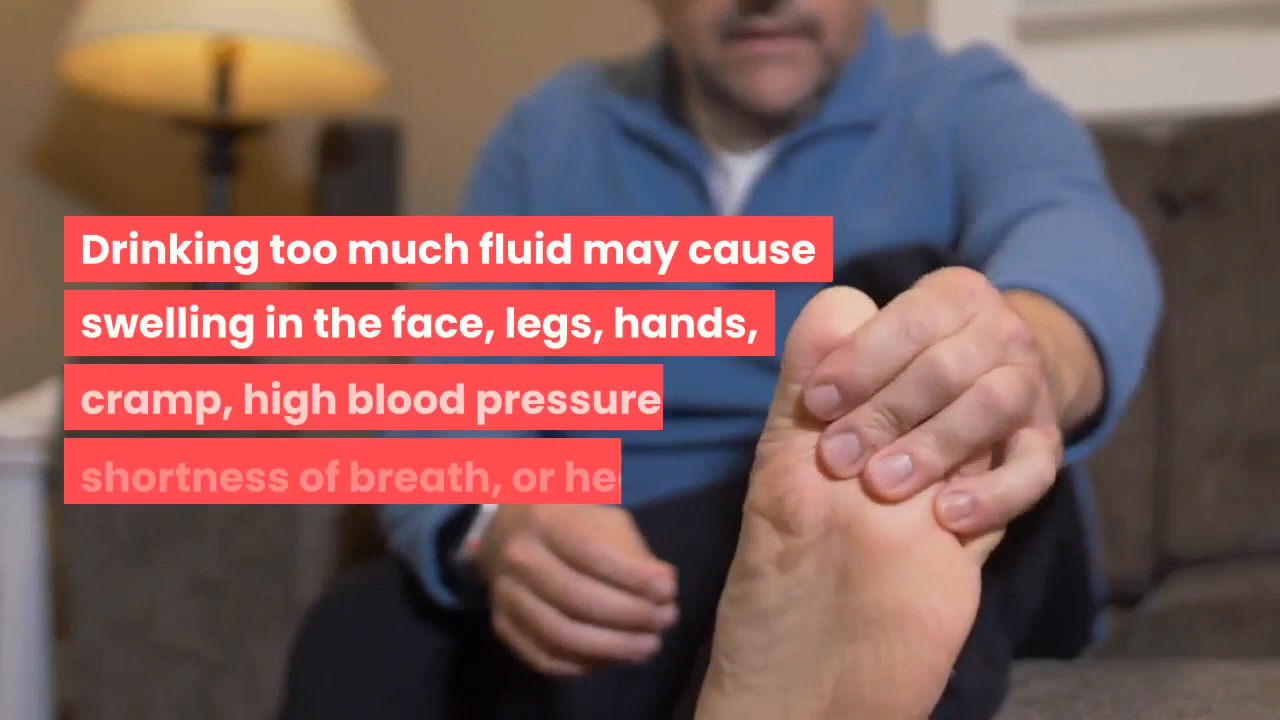 Drinking too much fluid may cause
swelling in the face, legs, hands,
cramp, high blood pressure
shortness of breath, or